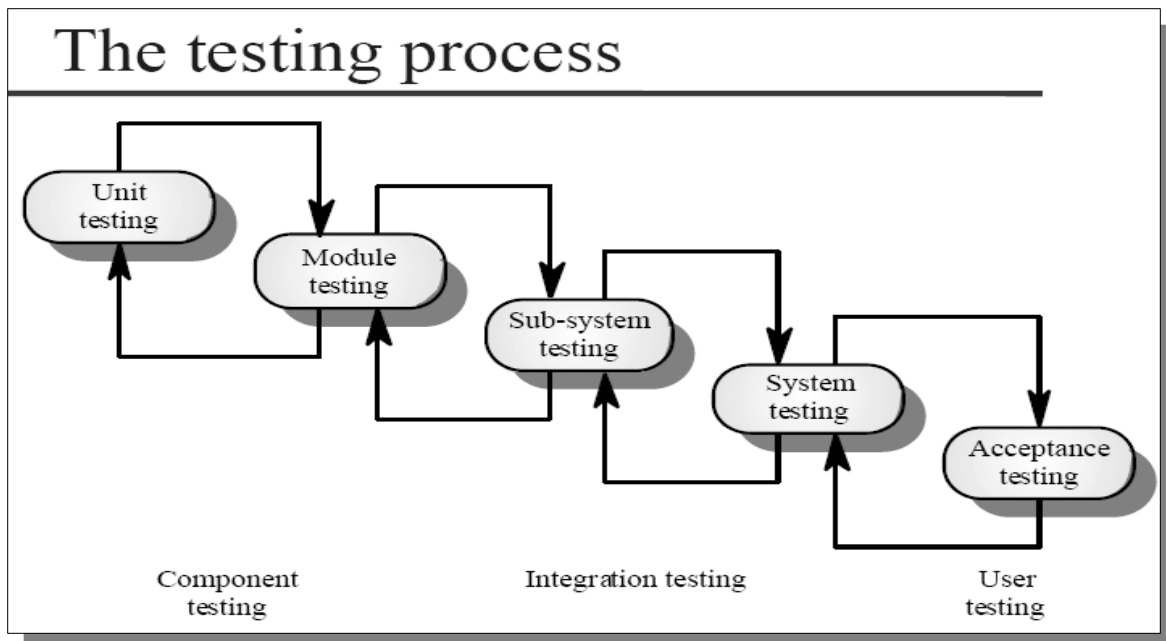 The testing process
Unit
testing
Module
testing
Sub-system
testing
System
testing
Acceptance
testing
Component
testing
Integration testing
User
testing